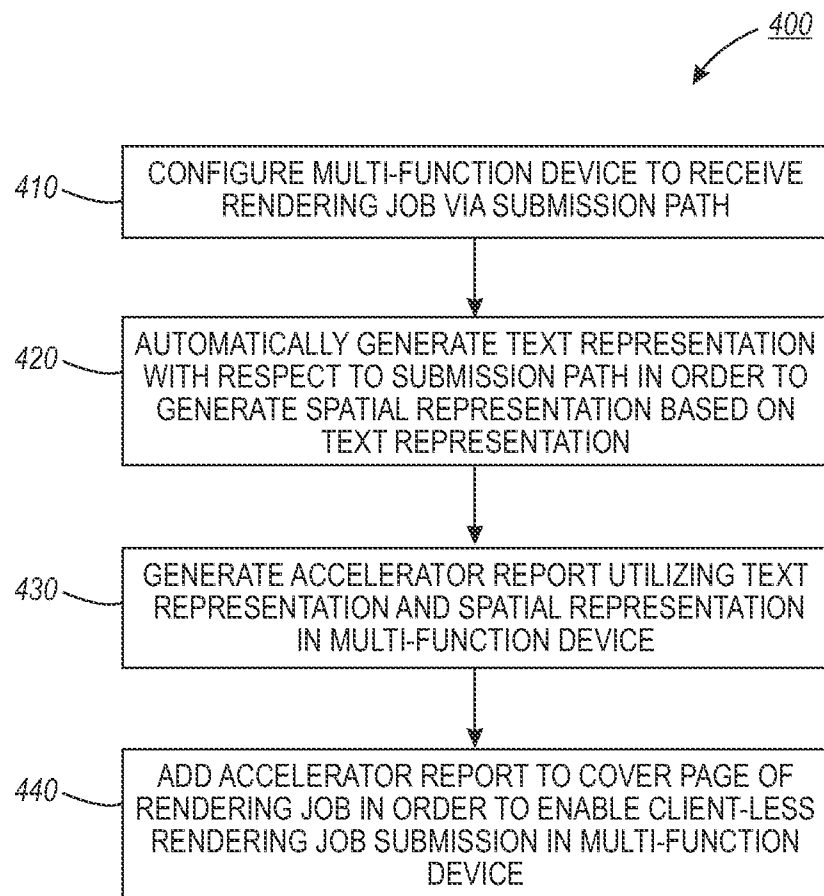 400
410
CONFIGURE MULTI-FUNCTION DEVICE TO RECEIVE
RENDERING JOB VIA SUBMISSION PATH
420
AUTOMATICALLY GENERATE TEXT REPRESENTATION
WITH RESPECT TO SUBMISSION PATH IN ORDER TO
GENERATE SPATIAL REPRESENTATION BASED ON
TEXT REPRESENTATION
430
GENERATE ACCELERATOR REPORT UTILIZING TEXT
REPRESENTATION AND SPATIAL REPRESENTATION
IN MULTI-FUNCTION DEVICE
440
ADD ACCELERATOR REPORT TO COVER PAGE OF
RENDERING JOB IN ORDER TO ENABLE CLIENT-LESS
RENDERING JOB SUBMISSION IN MULTI-FUNCTION
DEVICE